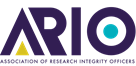 ARIO
ASSOCIATION OF RESEARCH INTEGRITY OFFICERS